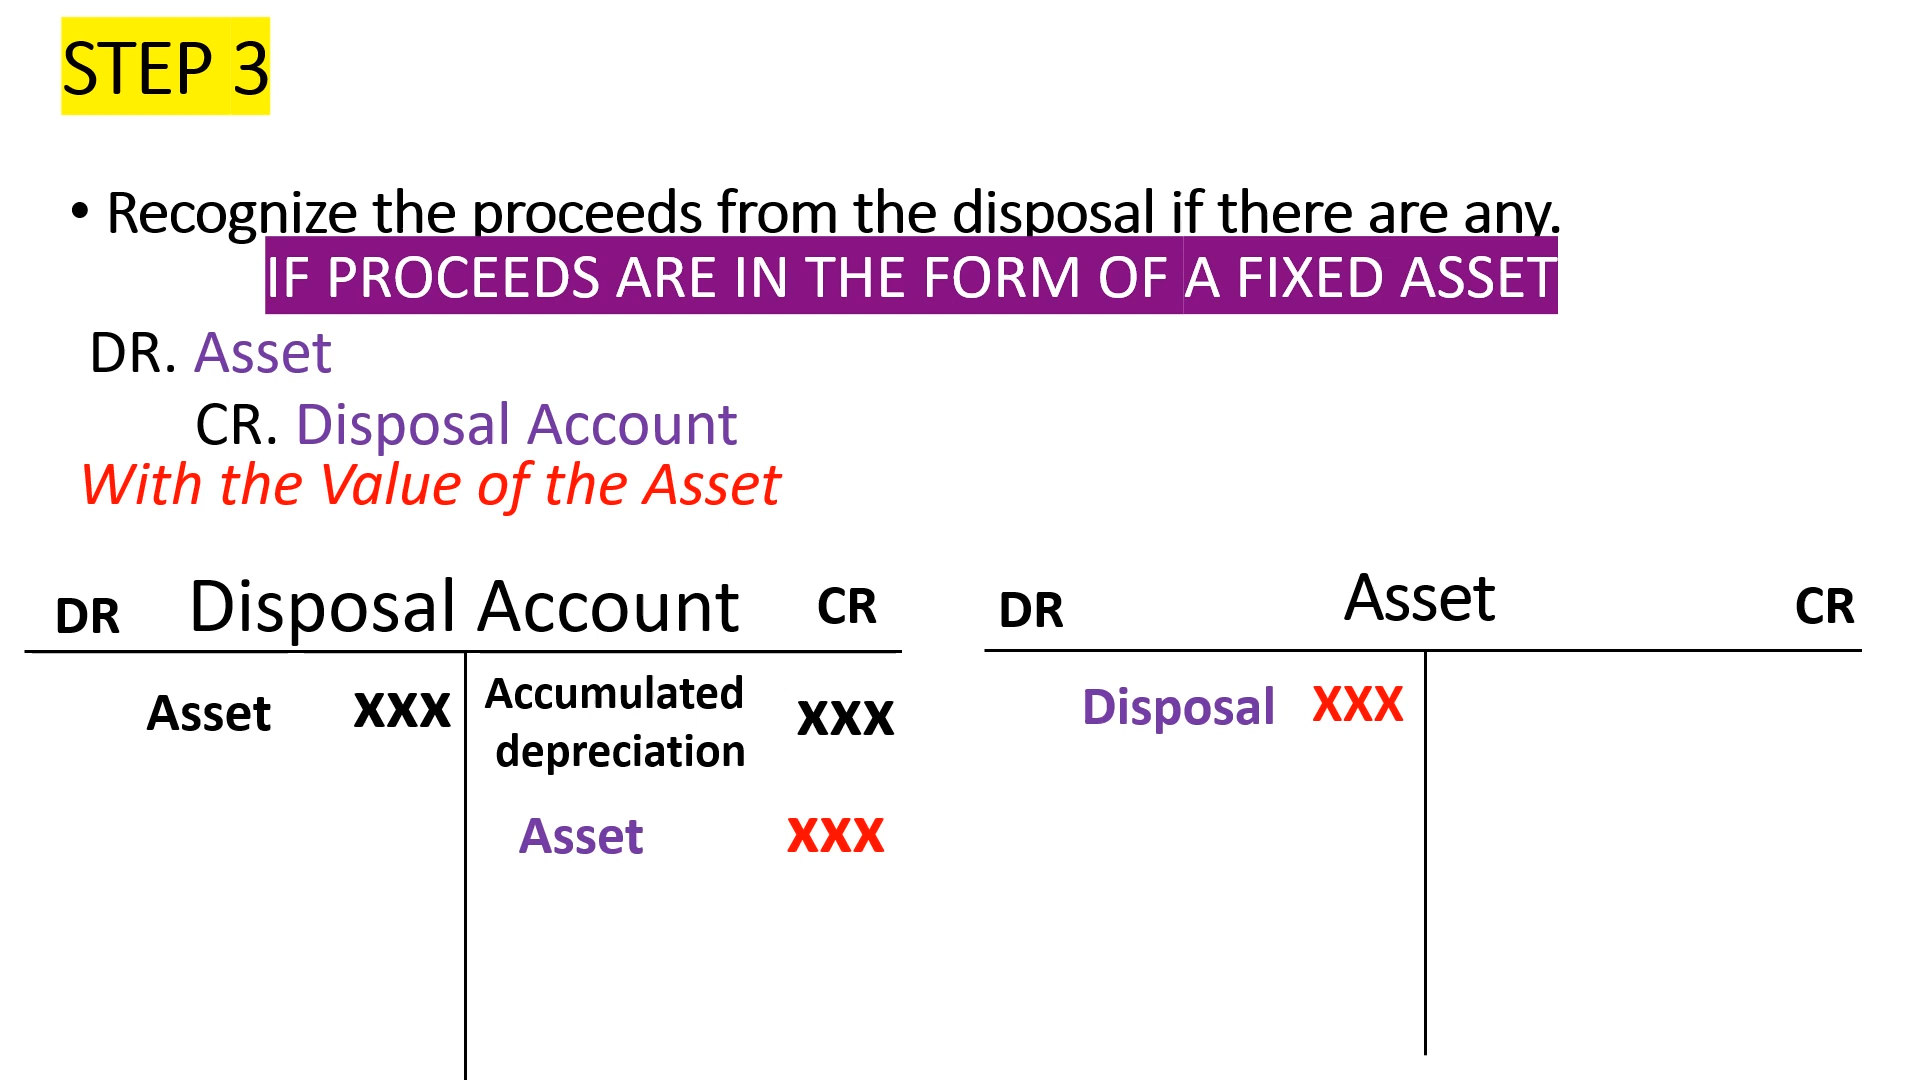 STEP 3
• Recognize the proceeds from the disposal if there are any.
IF PROCEEDS ARE IN THE FORM OF A FIXED ASSET
DR. Asset
CR. Disposal Account
With the Value of the Asset
DR Disposal Account CR
Asset XXX Accumulated depreciation XXX
Asset XXX
DR Asset CR
Disposal XXX